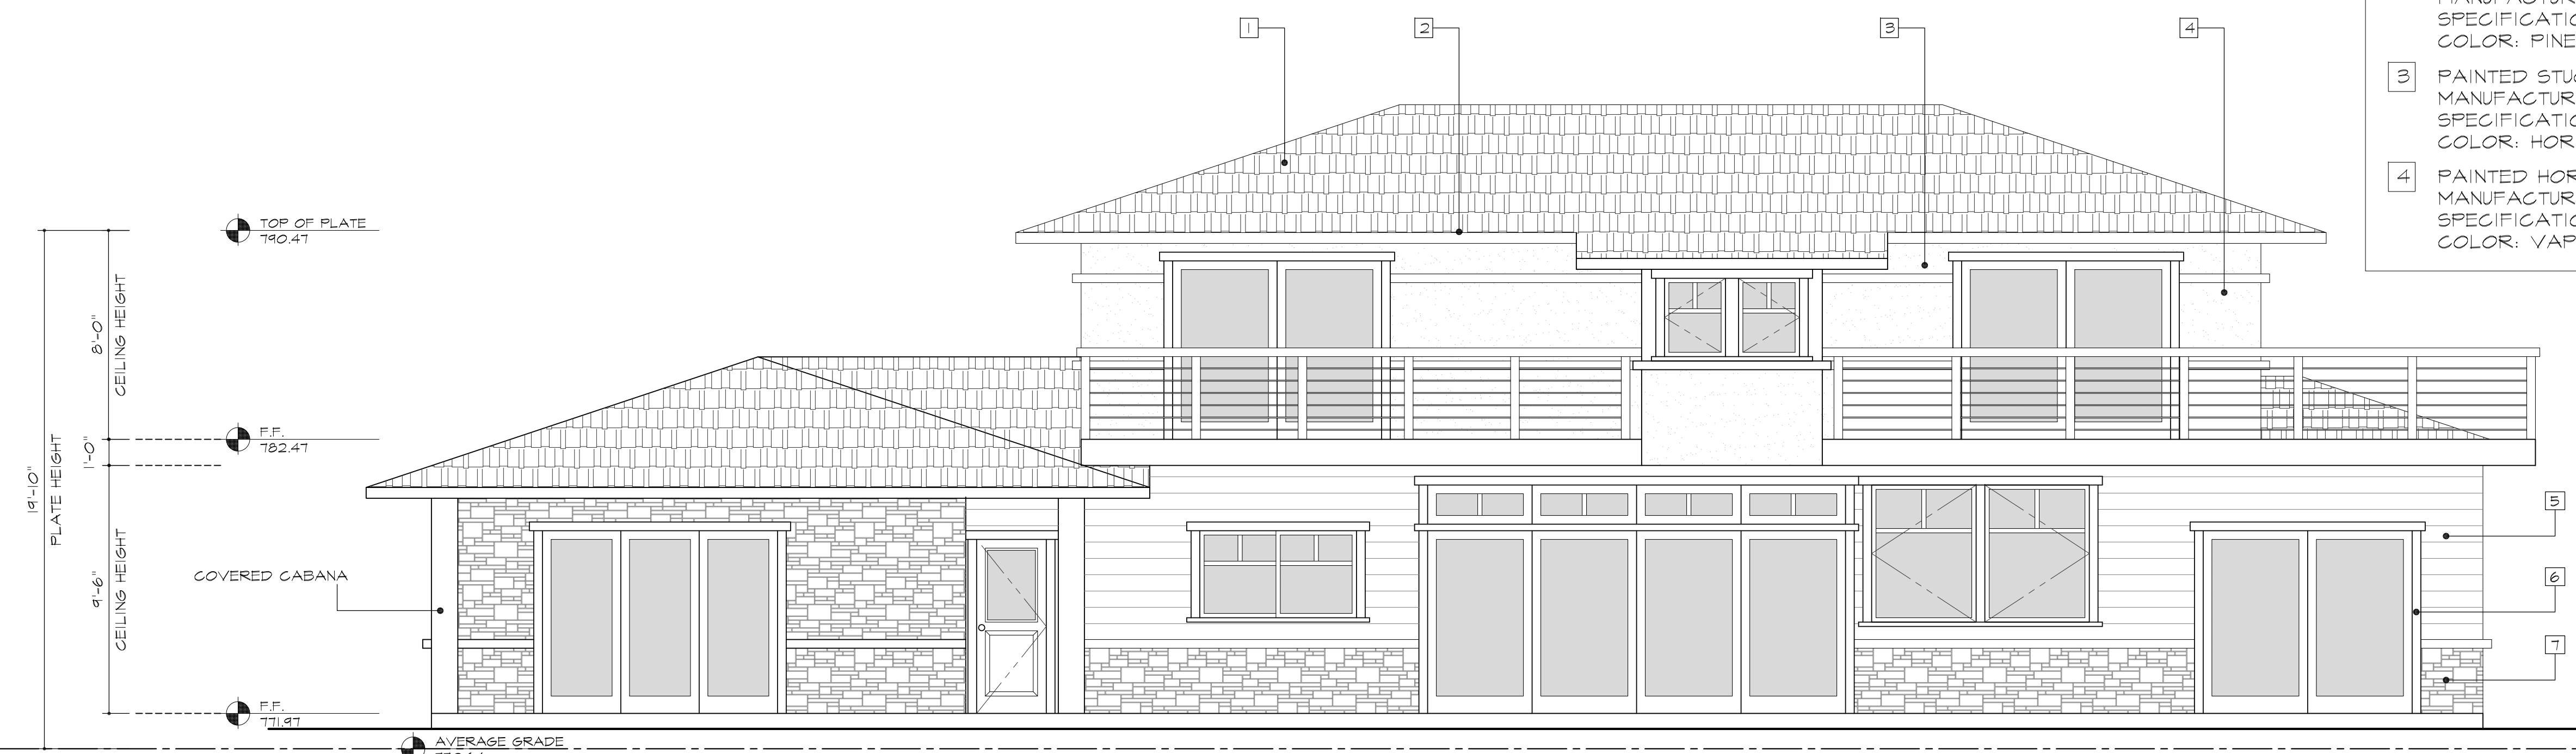 1
2
3
4
SPECIFICATIO
COLOR: PINE
3 PAINTED STUC
MANUFACTUR
SPECIFICATIO
COLOR: HOR
4 PAINTED HOR
MANUFACTUR
SPECIFICATIO
COLOR: VAP
TOP OF PLATE
790.47
8'-0"
CEILING HEIGHT
F.F.
782.47
1'-0"
19'-10"
PLATE HEIGHT
9'-6"
CEILING HEIGHT
COVERED CABANA
5
6
7
F.F.
771.97
AVERAGE GRADE